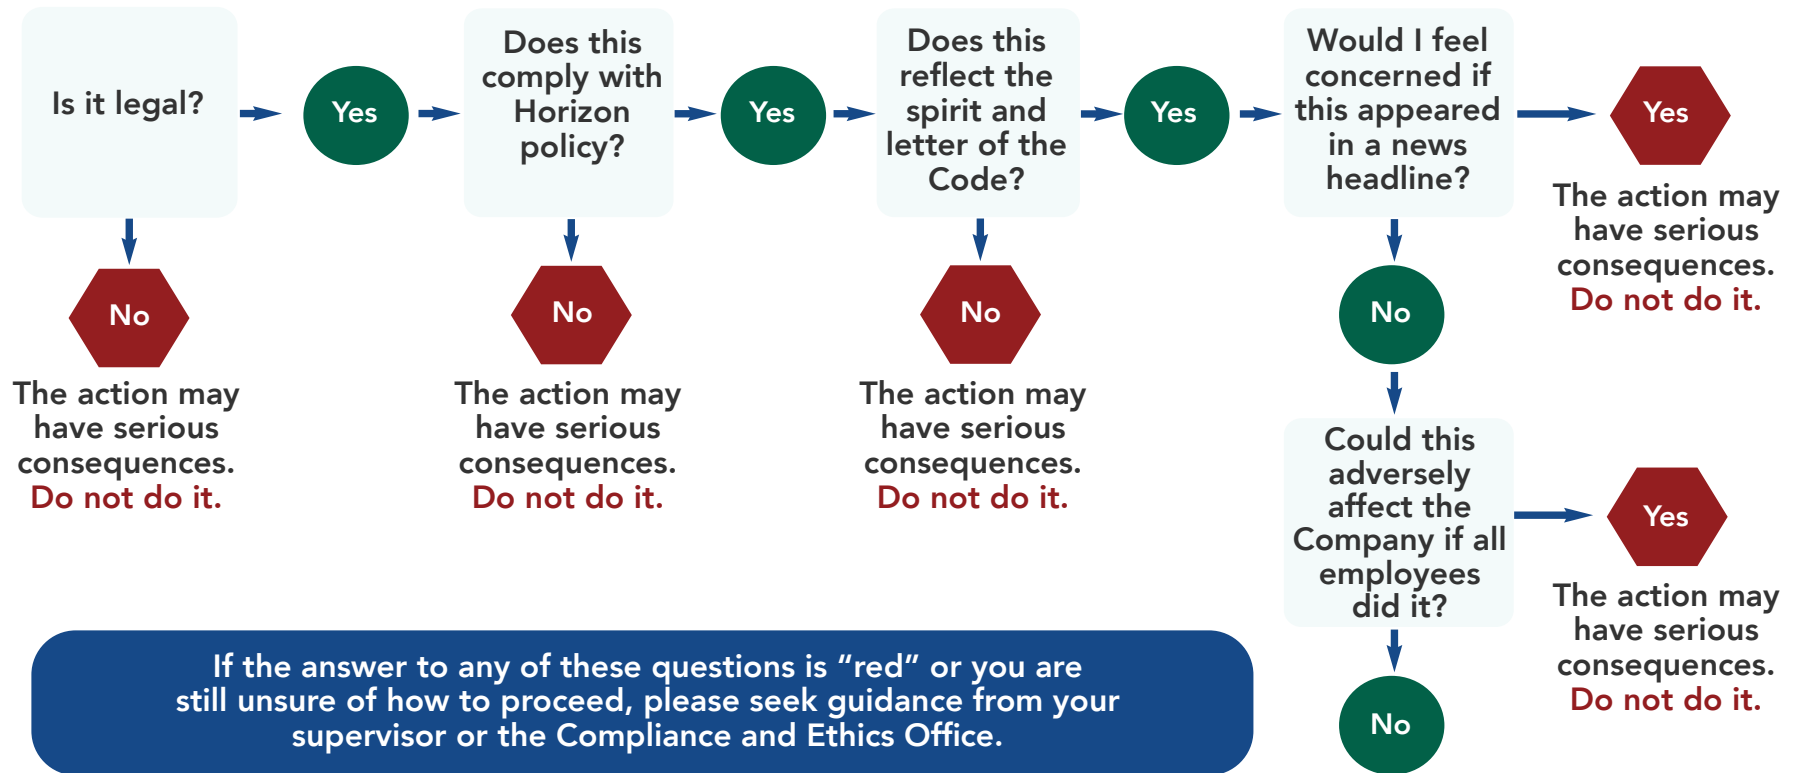 Is it legal?
Yes
Does this
comply with
Horizon
policy?
Yes
Does this
reflect the
spirit and
letter of the
Code?
Yes
Would I feel
concerned if
this appeared
in a news
headline?
Yes
The action may
have serious
consequences.
Do not do it.
No
The action may
have serious
consequences.
Do not do it.
No
The action may
have serious
consequences.
Do not do it.
No
The action may
have serious
consequences.
Do not do it.
No
Could this
adversely
affect the
Company if all
employees
did it?
Yes
The action may
have serious
consequences.
Do not do it.
No
If the answer to any of these questions is “red” or you are
still unsure of how to proceed, please seek guidance from your
supervisor or the Compliance and Ethics Office.